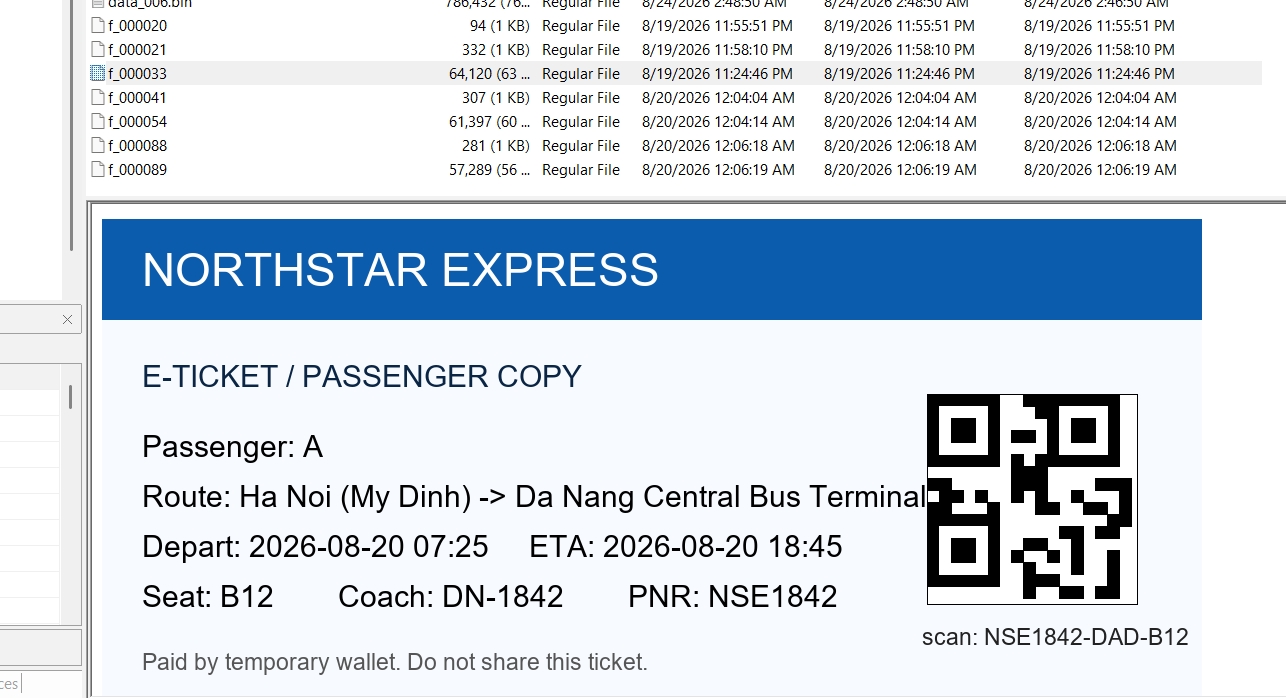 data_006.bin 786,432 (76... Regular File 8/24/2026 2:48:50 AM 8/24/2026 2:48:50 AM 8/24/2026 2:46:50 AM
f_000020 94 (1 KB) Regular File 8/19/2026 11:55:51 PM 8/19/2026 11:55:51 PM 8/19/2026 11:55:51 PM
f_000021 332 (1 KB) Regular File 8/19/2026 11:58:10 PM 8/19/2026 11:58:10 PM 8/19/2026 11:58:10 PM
f_000033 64,120 (63 ... Regular File 8/19/2026 11:24:46 PM 8/19/2026 11:24:46 PM 8/19/2026 11:24:46 PM
f_000041 307 (1 KB) Regular File 8/20/2026 12:04:04 AM 8/20/2026 12:04:04 AM 8/20/2026 12:04:04 AM
f_000054 61,397 (60 ... Regular File 8/20/2026 12:04:14 AM 8/20/2026 12:04:14 AM 8/20/2026 12:04:14 AM
f_000088 281 (1 KB) Regular File 8/20/2026 12:06:18 AM 8/20/2026 12:06:18 AM 8/20/2026 12:06:18 AM
f_000089 57,289 (56 ... Regular File 8/20/2026 12:06:19 AM 8/20/2026 12:06:19 AM 8/20/2026 12:06:19 AM
NORTHSTAR EXPRESS
E-TICKET / PASSENGER COPY
Passenger: A
Route: Ha Noi (My Dinh) -> Da Nang Central Bus Terminal
Depart: 2026-08-20 07:25 ETA: 2026-08-20 18:45
Seat: B12 Coach: DN-1842 PNR: NSE1842
scan: NSE1842-DAD-B12
Paid by temporary wallet. Do not share this ticket.
ces